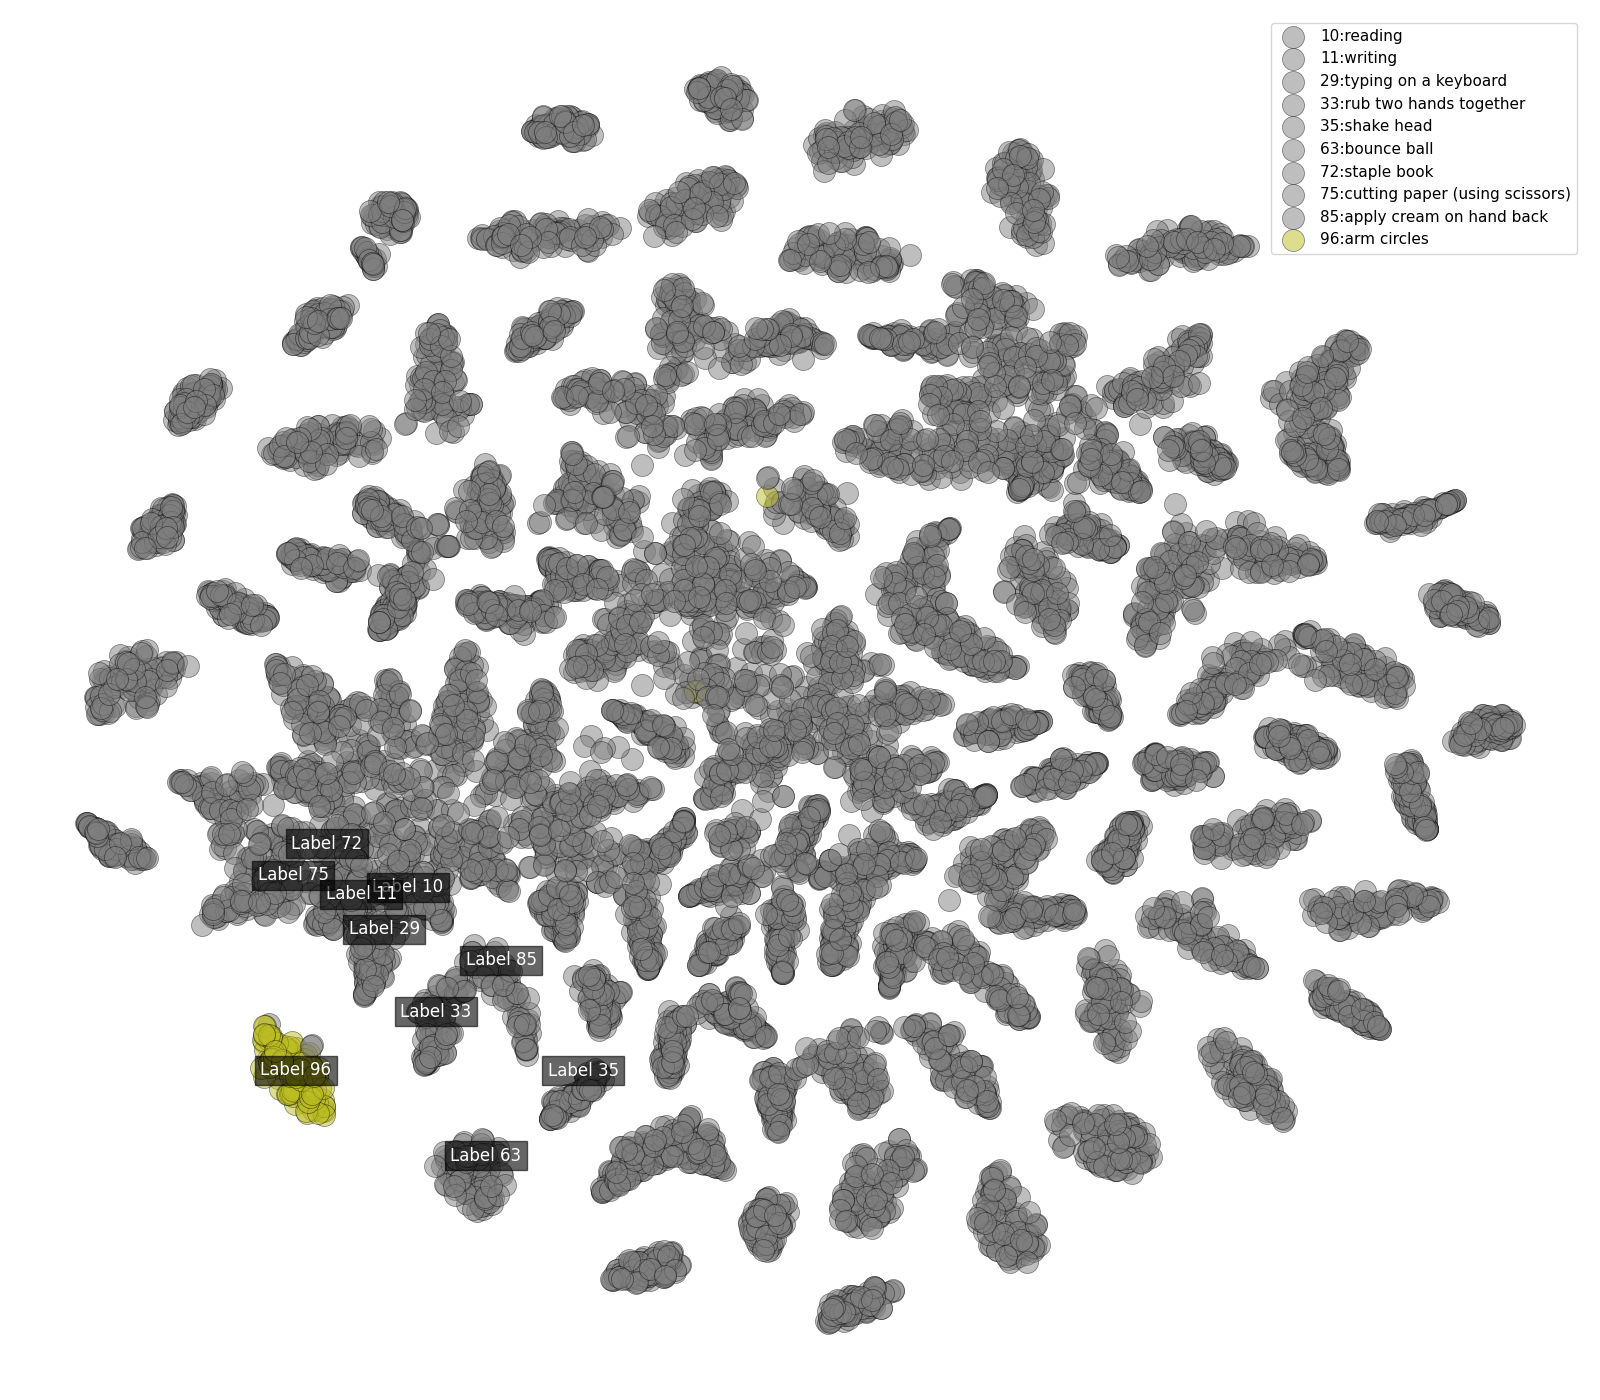 10:reading
11:writing
29:typing on a keyboard
33:rub two hands together
35:shake head
63:bounce ball
72:staple book
75:cutting paper (using scissors)
85:apply cream on hand back
96:arm circles
Label 72
Label 75
Label 10
Label 11
Label 29
Label 85
Label 33
Label 96
Label 35
Label 63